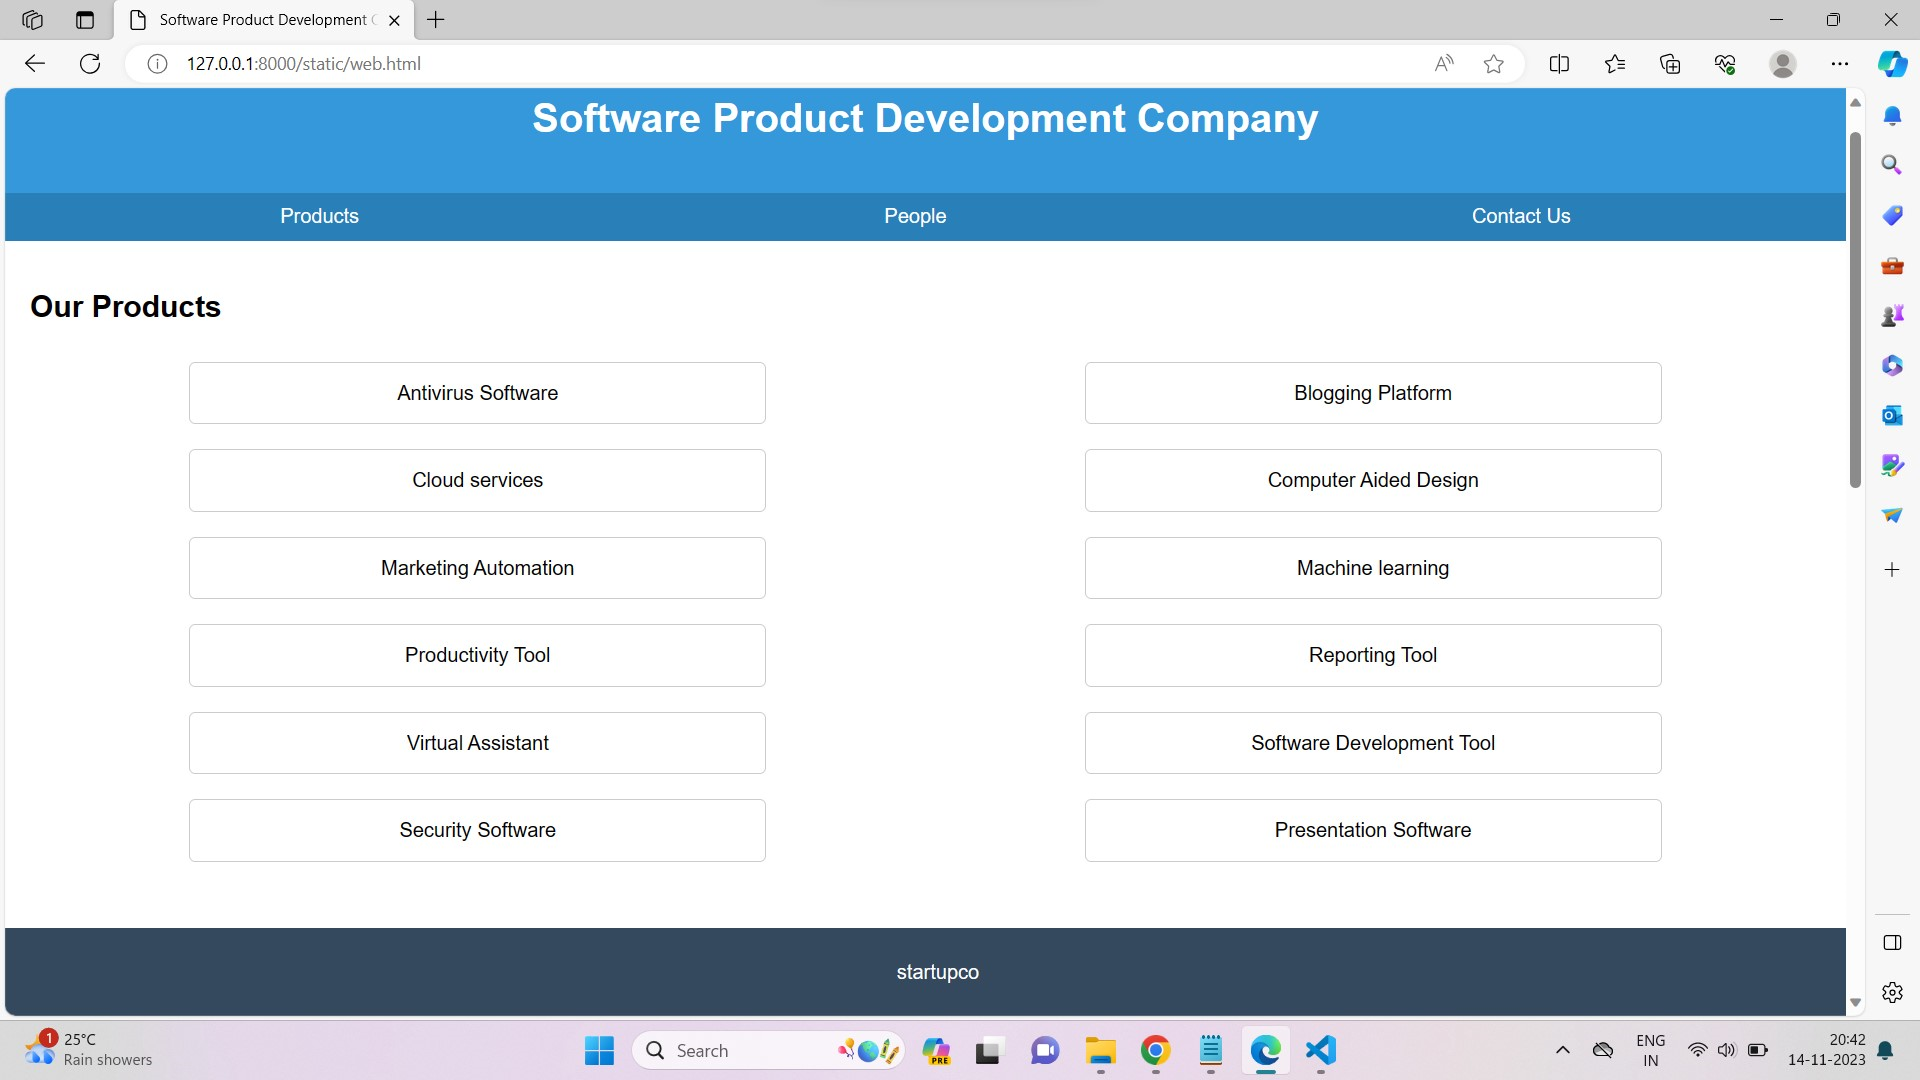 Software Product Development C
127.0.0.1:8000/static/web.html
Software Product Development Company
Products People Contact Us
Our Products
Antivirus Software Blogging Platform
Cloud services Computer Aided Design
Marketing Automation Machine learning
Productivity Tool Reporting Tool
Virtual Assistant Software Development Tool
Security Software Presentation Software
startupco
1 25°C
Rain showers
Search
PRE
ENG
IN
20:42
14-11-2023